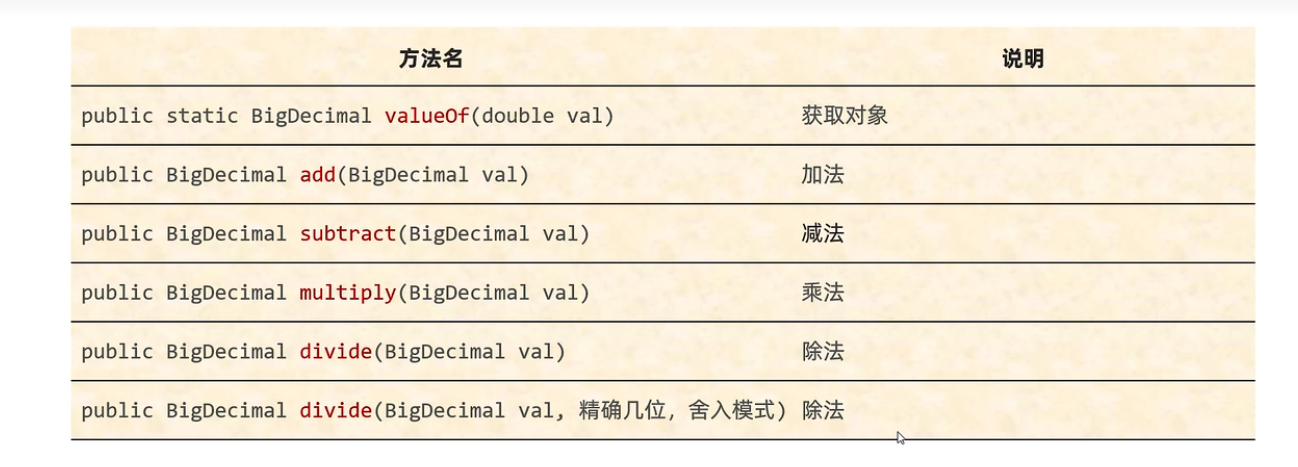 方法名 说明
public static BigDecimal valueOf(double val) 获取对象
public BigDecimal add(BigDecimal val) 加法
public BigDecimal subtract(BigDecimal val) 减法
public BigDecimal multiply(BigDecimal val) 乘法
public BigDecimal divide(BigDecimal val) 除法
public BigDecimal divide(BigDecimal val, 精确几位, 舍入模式) 除法